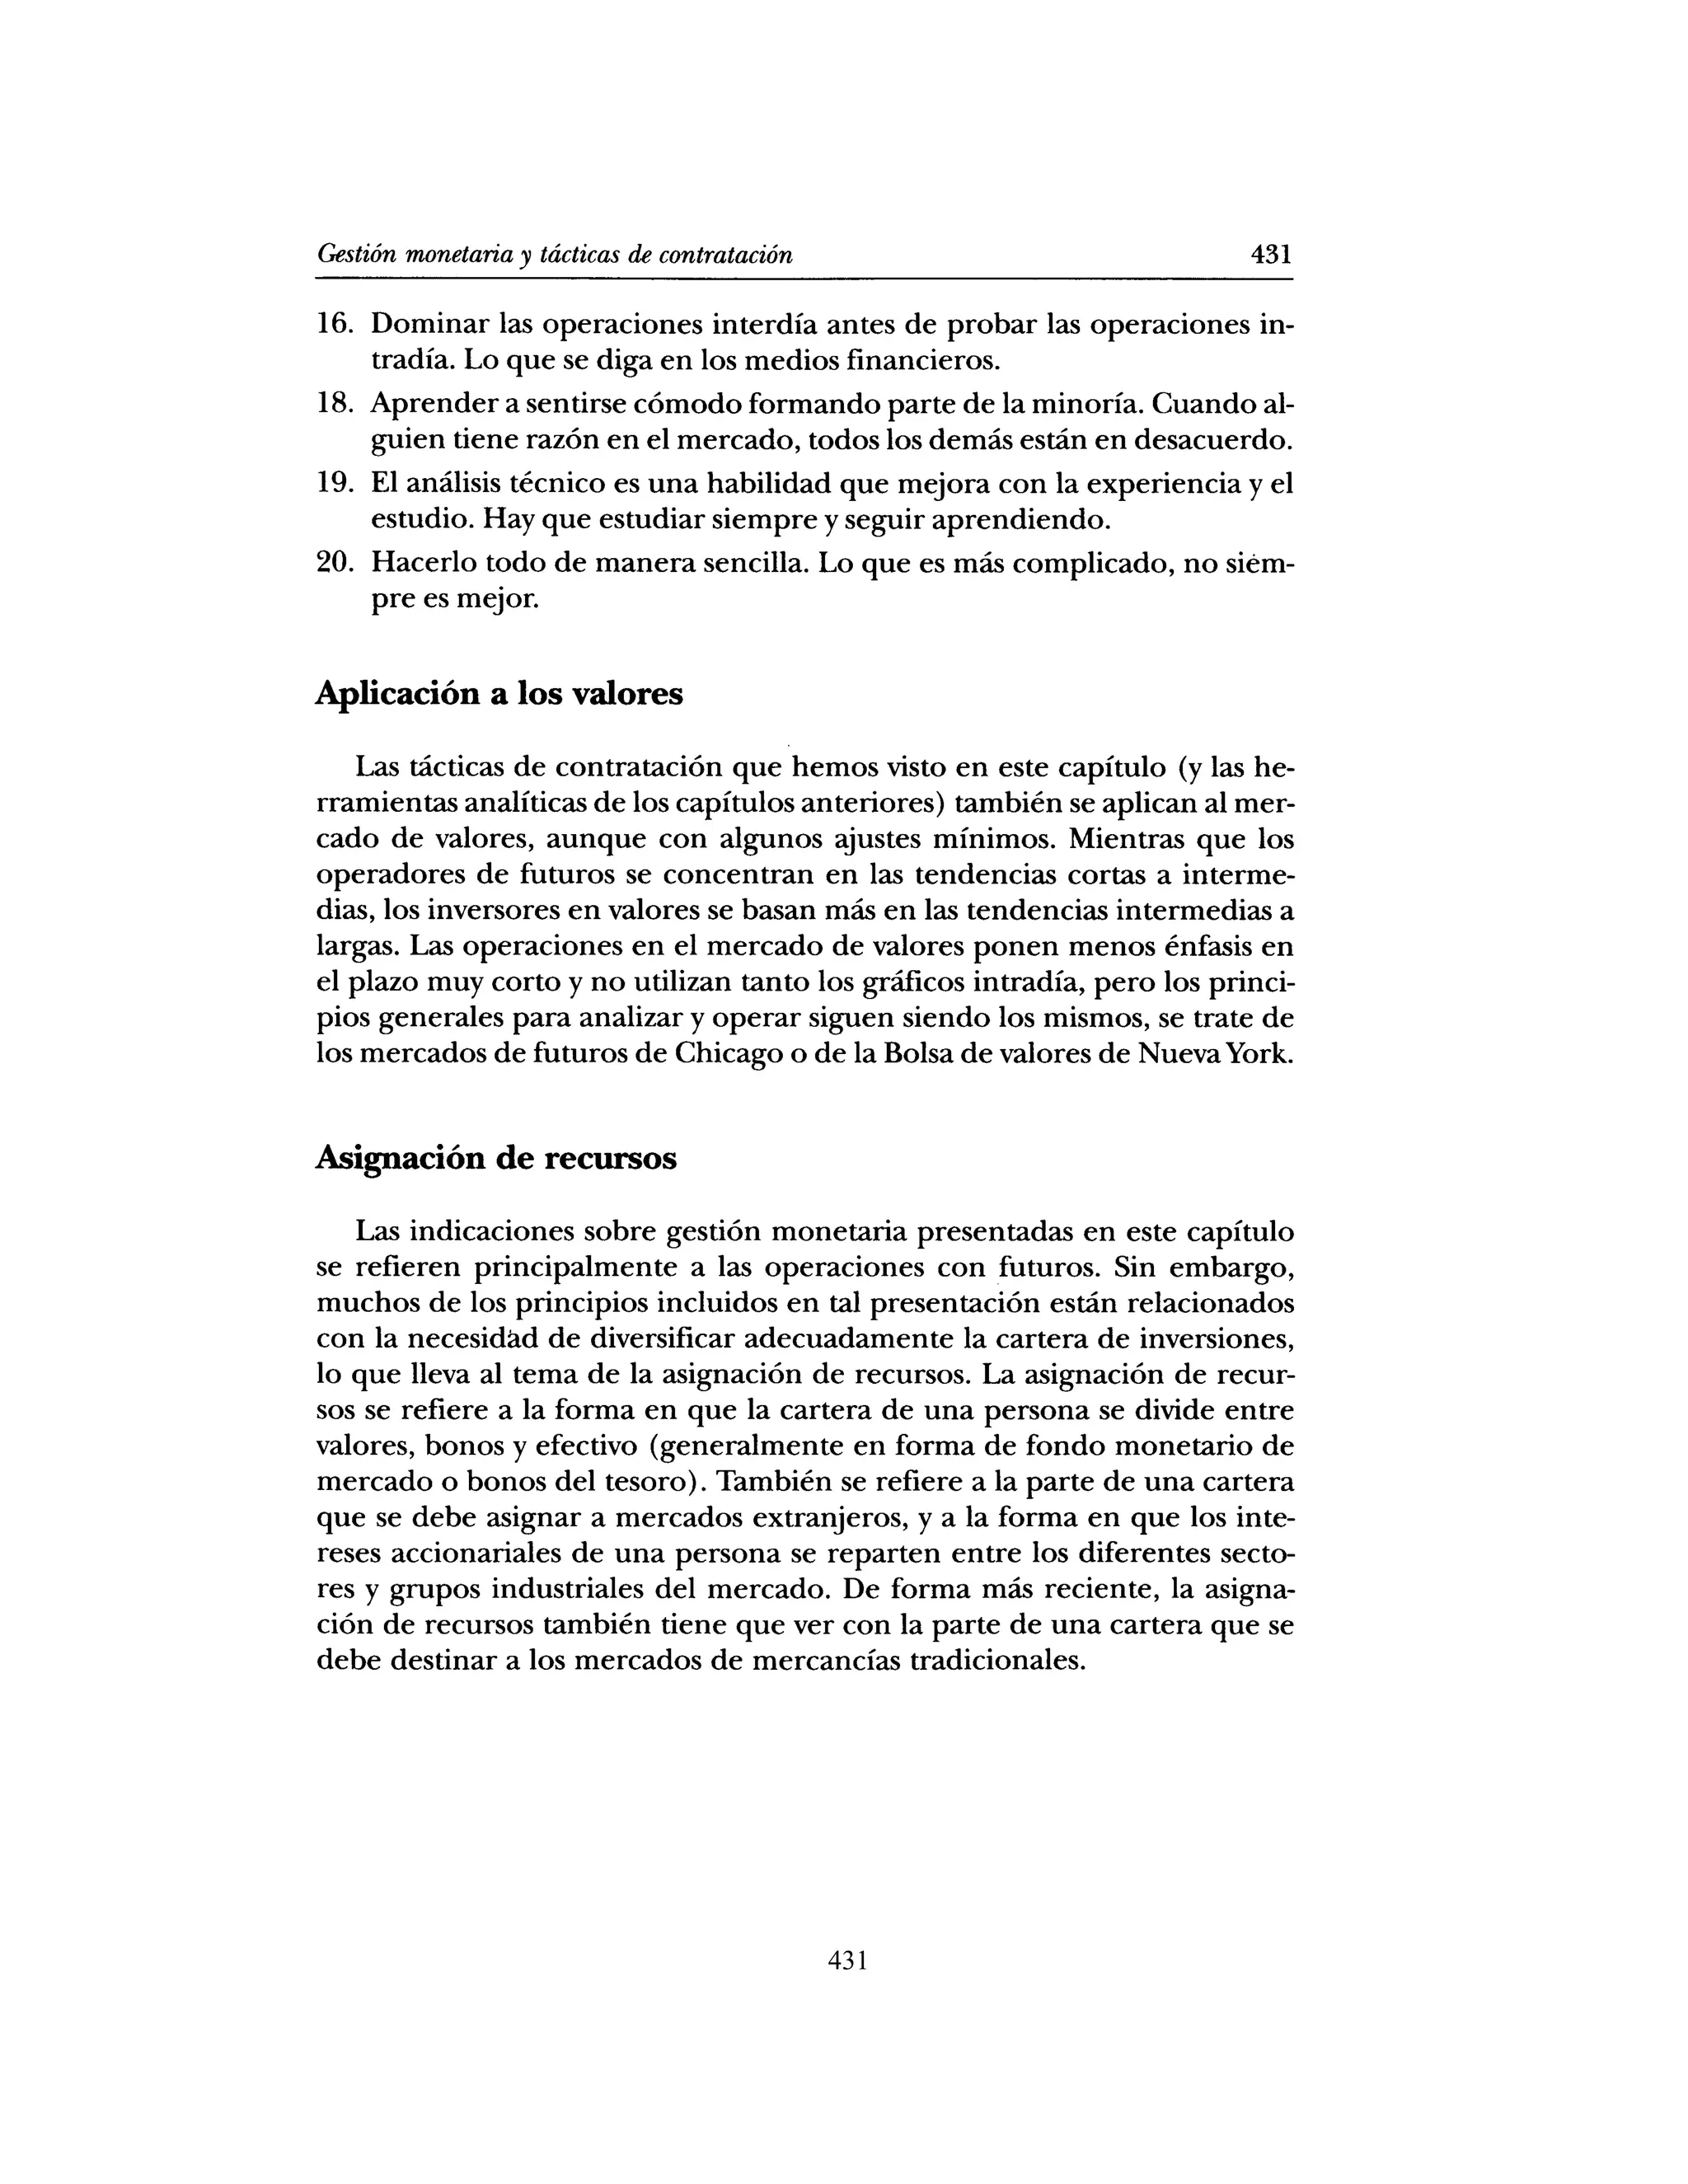 Gestión monetaria y tácticas de contratación 431
16. Dominar las operaciones interdía antes de probar las operaciones in-
tradía. Lo que se diga en los medios financieros.
18. Aprender a sentirse cómodo formando parte de la minoría. Cuando al-
guien tiene razón en el mercado, todos los demás están en desacuerdo.
19. El análisis técnico es una habilidad que mejora con la experiencia y el
estudio. Hay que estudiar siempre y seguir aprendiendo.
20. Hacerlo todo de manera sencilla. Lo que es más complicado, no siem-
pre es mejor.
Aplicación a los valores
Las tácticas de contratación que hemos visto en este capítulo (y las he-
rramientas analíticas de los capítulos anteriores) también se aplican al mer-
cado de valores, aunque con algunos ajustes mínimos. Mientras que los
operadores de futuros se concentran en las tendencias cortas a interme-
dias, los inversores en valores se basan más en las tendencias intermedias a
largas. Las operaciones en el mercado de valores ponen menos énfasis en
el plazo muy corto y no utilizan tanto los gráficos intradía, pero los princi-
pios generales para analizar y operar siguen siendo los mismos, se trate de
los mercados de futuros de Chicago o de la Bolsa de valores de Nueva York.
Asignación de recursos
Las indicaciones sobre gestión monetaria presentadas en este capítulo
se refieren principalmente a las operaciones con futuros. Sin embargo,
muchos de los principios incluidos en tal presentación están relacionados
con la necesidad de diversificar adecuadamente la cartera de inversiones,
lo que lleva al tema de la asignación de recursos. La asignación de recur-
sos se refiere a la forma en que la cartera de una persona se divide entre
valores, bonos y efectivo (generalmente en forma de fondo monetario de
mercado o bonos del tesoro). También se refiere a la parte de una cartera
que se debe asignar a mercados extranjeros, y a la forma en que los inte-
reses accionariales de una persona se reparten entre los diferentes secto-
res y grupos industriales del mercado. De forma más reciente, la asigna-
ción de recursos también tiene que ver con la parte de una cartera que se
debe destinar a los mercados de mercancías tradicionales.
431